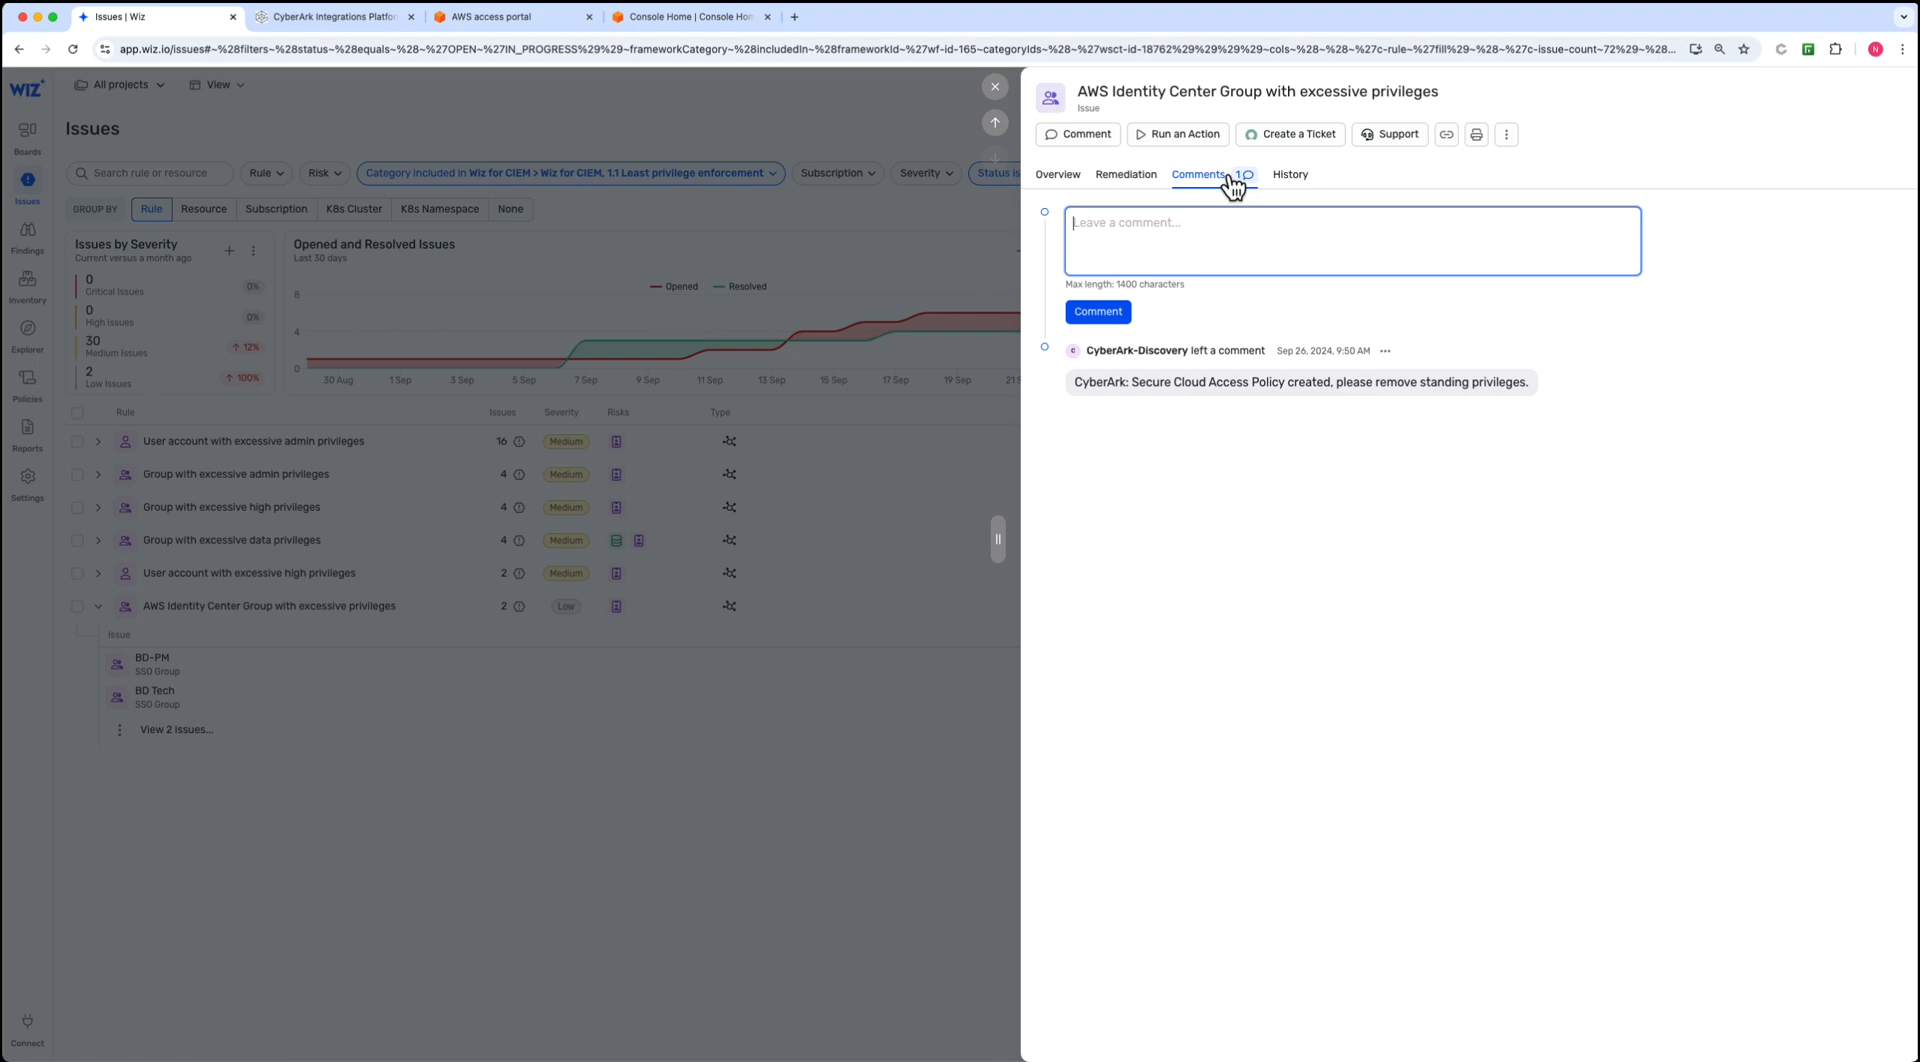 Issues | Wiz
CyberArk Integrations Platfor
AWS access portal
Console Home | Console Hom
app.wiz.io/issues#~%28filters~%28status~%28equals~%28~%27OPEN~%27IN_PROGRESS%29%29~frameworkCategory~%28includedIn~%28frameworkId~%27wf-id-165~categoryIds~%28~%27wsct-id-18762%29%29%29%29~cols~%28~%28~%27c-rule~%27fill%29~%28~%27c-issue-count~72%29~%28...
N
WIZ
All projects
View
Boards
Issues
Findings
Inventory
Explorer
Policies
Reports
Settings
Connect
Issues
Search rule or resource
Rule
Risk
Category included in Wiz for CIEM > Wiz for CIEM, 1.1 Least privilege enforcement
Subscription
Severity
Status is
GROUP BY
Rule
Resource
Subscription
K8s Cluster
K8s Namespace
None
Issues by Severity
Current versus a month ago
0
Critical Issues
0%
0
High Issues
0%
30
Medium Issues
↑ 12%
2
Low Issues
↑ 100%
Opened and Resolved Issues
Last 30 days
Opened
Resolved
8
4
0
30 Aug 1 Sep 3 Sep 5 Sep 7 Sep 9 Sep 11 Sep 13 Sep 15 Sep 17 Sep 19 Sep 21 S
Rule Issues Severity Risks Type
User account with excessive admin privileges 16 Medium
Group with excessive admin privileges 4 Medium
Group with excessive high privileges 4 Medium
Group with excessive data privileges 4 Medium
User account with excessive high privileges 2 Medium
AWS Identity Center Group with excessive privileges 2 Low
Issue
BD-PM
SSO Group
BD Tech
SSO Group
View 2 issues...
AWS Identity Center Group with excessive privileges
Issue
Comment
Run an Action
Create a Ticket
Support
Overview
Remediation
Comments 1
History
Leave a comment...
Max length: 1400 characters
Comment
C
CyberArk-Discovery left a comment Sep 26, 2024, 9:50 AM
CyberArk: Secure Cloud Access Policy created, please remove standing privileges.